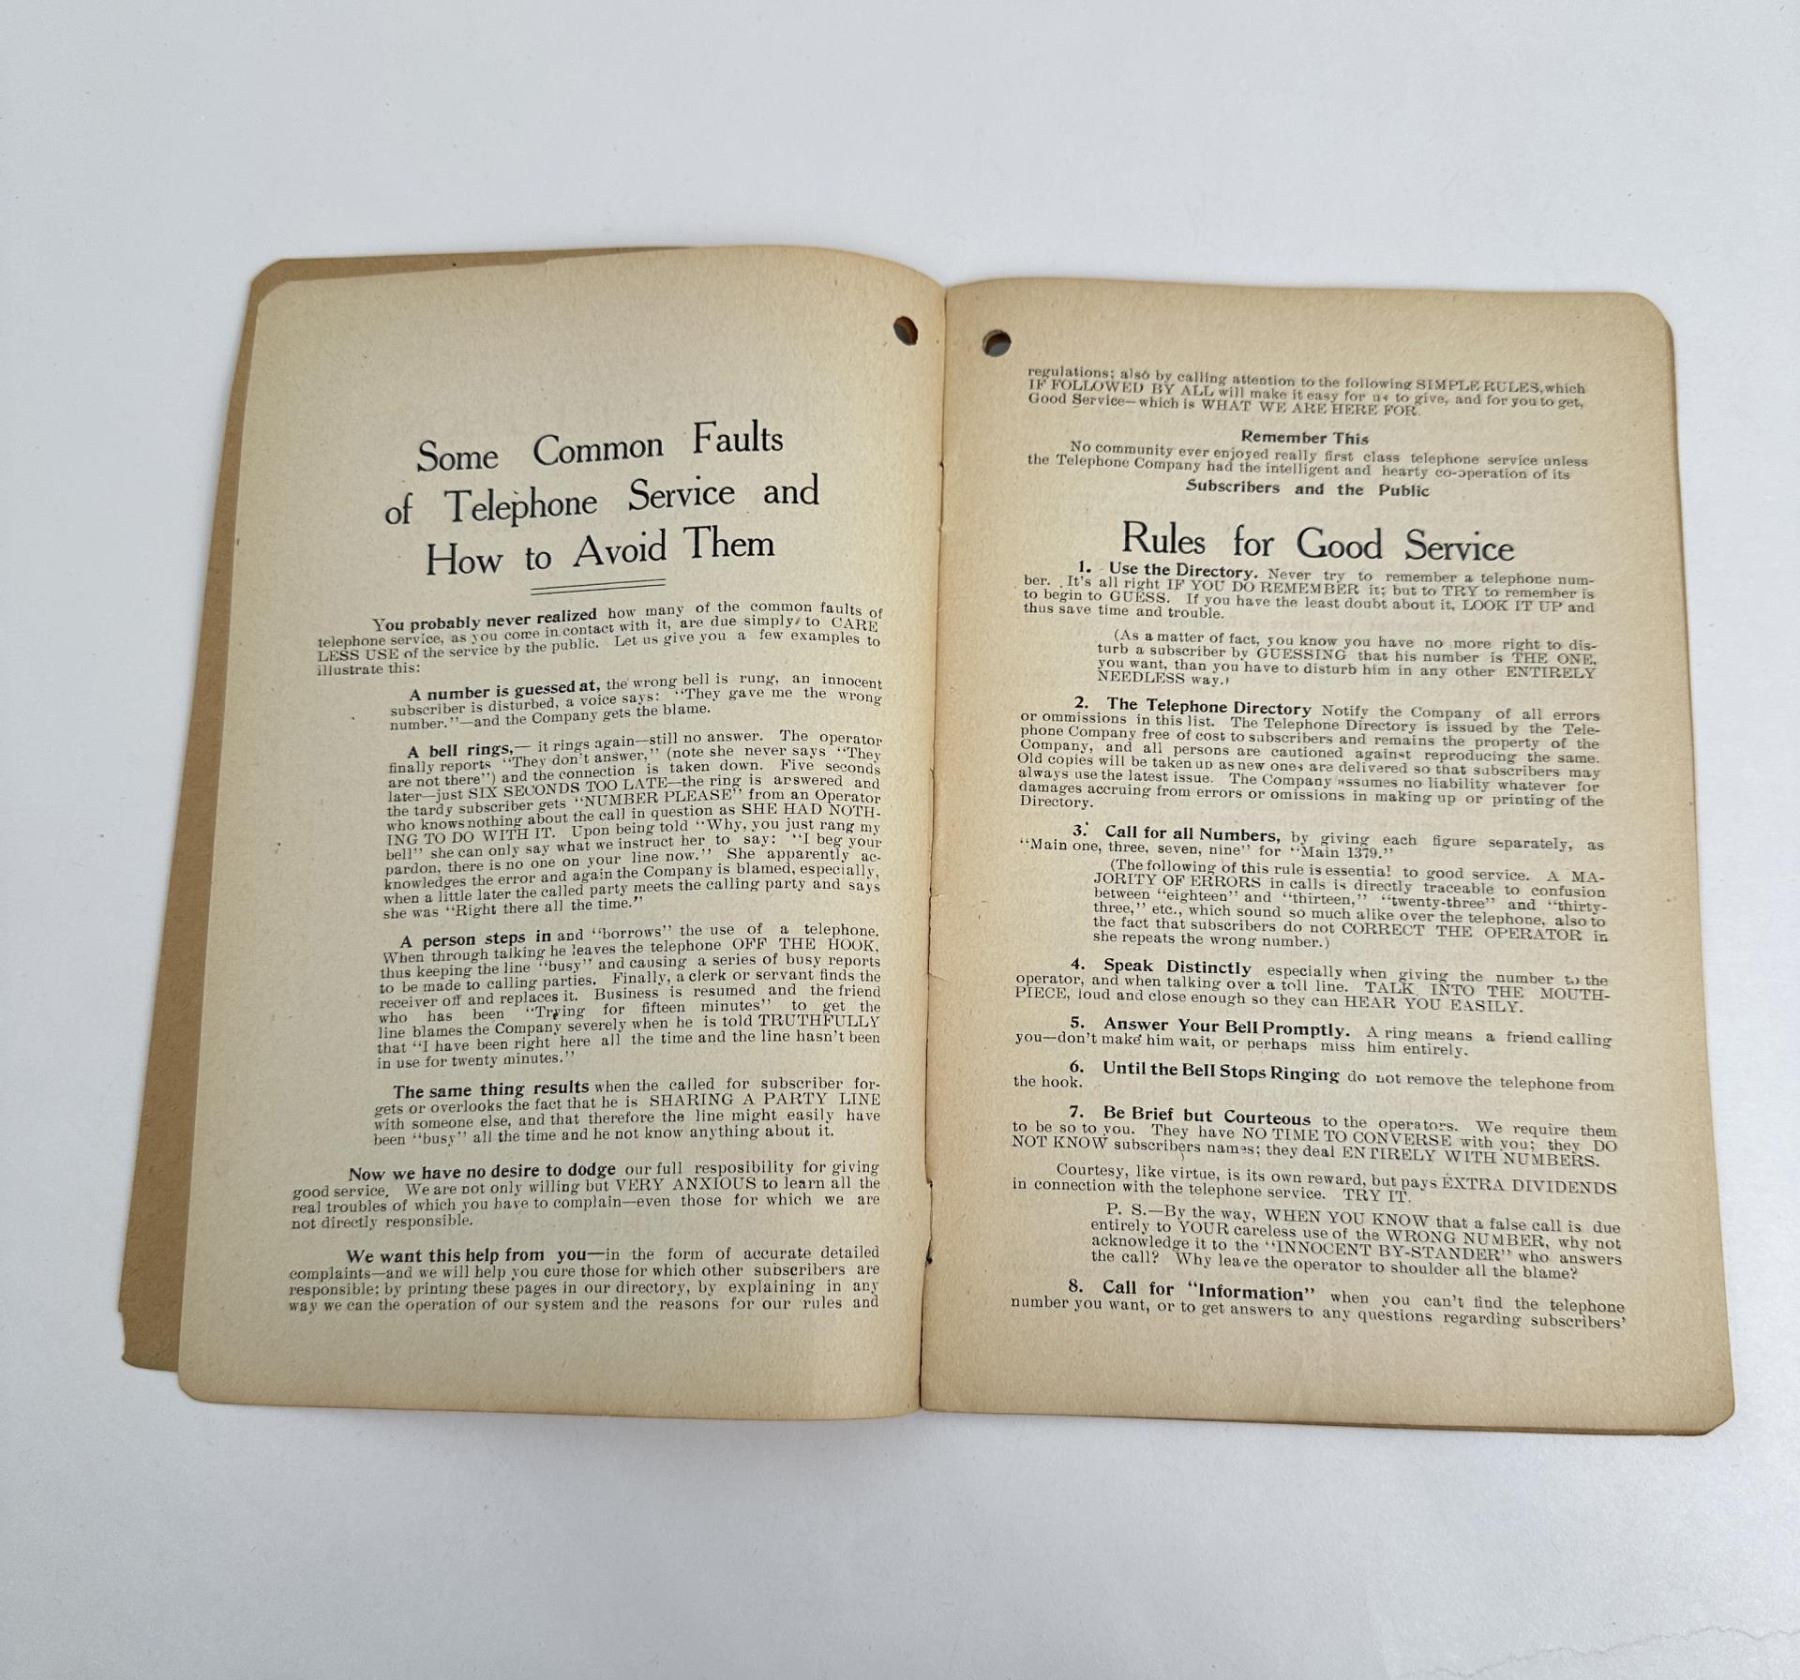 Some Common Faults
of Telephone Service and
How to Avoid Them
You probably never realized how many of the common faults of
telephone service, as you come in contact with it, are due simply to CARE
LESS USE of the service by the public. Let us give you a few examples to
illustrate this:
A number is guessed at, the wrong bell is rung, an innocent
subscriber is disturbed, a voice says: "They gave me the wrong
number."—and the Company gets the blame.
A bell rings,— it rings again—still no answer. The operator
finally reports "They don't answer," (note she never says "They
are not there") and the connection is taken down. Five seconds
later—just SIX SECONDS TOO LATE—the ring is answered and
the tardy subscriber gets "NUMBER PLEASE" from an Operator
who knows nothing about the call in question as SHE HAD NOTH-
ING TO DO WITH IT. Upon being told "Why, you just rang my
bell" she can only say what we instruct her to say: "I beg your
pardon, there is no one on your line now." She apparently ac-
knowledges the error and again the Company is blamed, especially,
when a little later the called party meets the calling party and says
she was "Right there all the time."
A person steps in and "borrows" the use of a telephone.
When through talking he leaves the telephone OFF THE HOOK,
thus keeping the line "busy" and causing a series of busy reports
to be made to calling parties. Finally, a clerk or servant finds the
receiver off and replaces it. Business is resumed and the friend
who has been "Trying for fifteen minutes" to get the
line blames the Company severely when he is told TRUTHFULLY
that "I have been right here all the time and the line hasn't been
in use for twenty minutes."
The same thing results when the called for subscriber for-
gets or overlooks the fact that he is SHARING A PARTY LINE
with someone else, and that therefore the line might easily have
been "busy" all the time and he not know anything about it.
Now we have no desire to dodge our full resposibility for giving
good service. We are not only willing but VERY ANXIOUS to learn all the
real troubles of which you have to complain—even those for which we are
not directly responsible.
We want this help from you—in the form of accurate detailed
complaints—and we will help you cure those for which other subscribers are
responsible; by printing these pages in our directory, by explaining in any
way we can the operation of our system and the reasons for our rules and
regulations; also by calling attention to the following SIMPLE RULES, which
IF FOLLOWED BY ALL will make it easy for us to give, and for you to get,
Good Service—which is WHAT WE ARE HERE FOR.
Remember This
No community ever enjoyed really first class telephone service unless
the Telephone Company had the intelligent and hearty co-operation of its
Subscribers and the Public
Rules for Good Service
1. Use the Directory. Never try to remember a telephone num-
ber. It's all right IF YOU DO REMEMBER it; but to TRY to remember is
to begin to GUESS. If you have the least doubt about it, LOOK IT UP and
thus save time and trouble.
(As a matter of fact, you know you have no more right to dis-
turb a subscriber by GUESSING that his number is THE ONE,
you want, than you have to disturb him in any other ENTIRELY
NEEDLESS way.)
2. The Telephone Directory Notify the Company of all errors
or ommissions in this list. The Telephone Directory is issued by the Tele-
phone Company free of cost to subscribers and remains the property of the
Company, and all persons are cautioned against reproducing the same.
Old copies will be taken up as new ones are delivered so that subscribers may
always use the latest issue. The Company assumes no liability whatever for
damages accruing from errors or omissions in making up or printing of the
Directory.
3. Call for all Numbers, by giving each figure separately, as
"Main one, three, seven, nine" for "Main 1379."
(The following of this rule is essential to good service. A MA-
JORITY OF ERRORS in calls is directly traceable to confusion
between "eighteen" and "thirteen," "twenty-three" and "thirty-
three," etc., which sound so much alike over the telephone, also to
the fact that subscribers do not CORRECT THE OPERATOR in
she repeats the wrong number.)
4. Speak Distinctly especially when giving the number to the
operator, and when talking over a toll line. TALK INTO THE MOUTH-
PIECE, loud and close enough so they can HEAR YOU EASILY.
5. Answer Your Bell Promptly. A ring means a friend calling
you—don't make him wait, or perhaps miss him entirely.
6. Until the Bell Stops Ringing do not remove the telephone from
the hook.
7. Be Brief but Courteous to the operators. We require them
to be so to you. They have NO TIME TO CONVERSE with you; they DO
NOT KNOW subscribers names; they deal ENTIRELY WITH NUMBERS.
Courtesy, like virtue, is its own reward, but pays EXTRA DIVIDENDS
in connection with the telephone service. TRY IT.
P. S.—By the way, WHEN YOU KNOW that a false call is due
entirely to YOUR careless use of the WRONG NUMBER, why not
acknowledge it to the "INNOCENT BY-STANDER" who answers
the call? Why leave the operator to shoulder all the blame?
8. Call for "Information" when you can't find the telephone
number you want, or to get answers to any questions regarding subscribers'